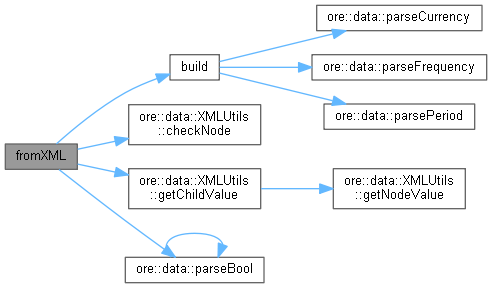 fromXML
build
ore::data::parseCurrency
ore::data::parseFrequency
ore::data::parsePeriod
ore::data::XMLUtils
::checkNode
ore::data::XMLUtils
::getChildValue
ore::data::XMLUtils
::getNodeValue
ore::data::parseBool